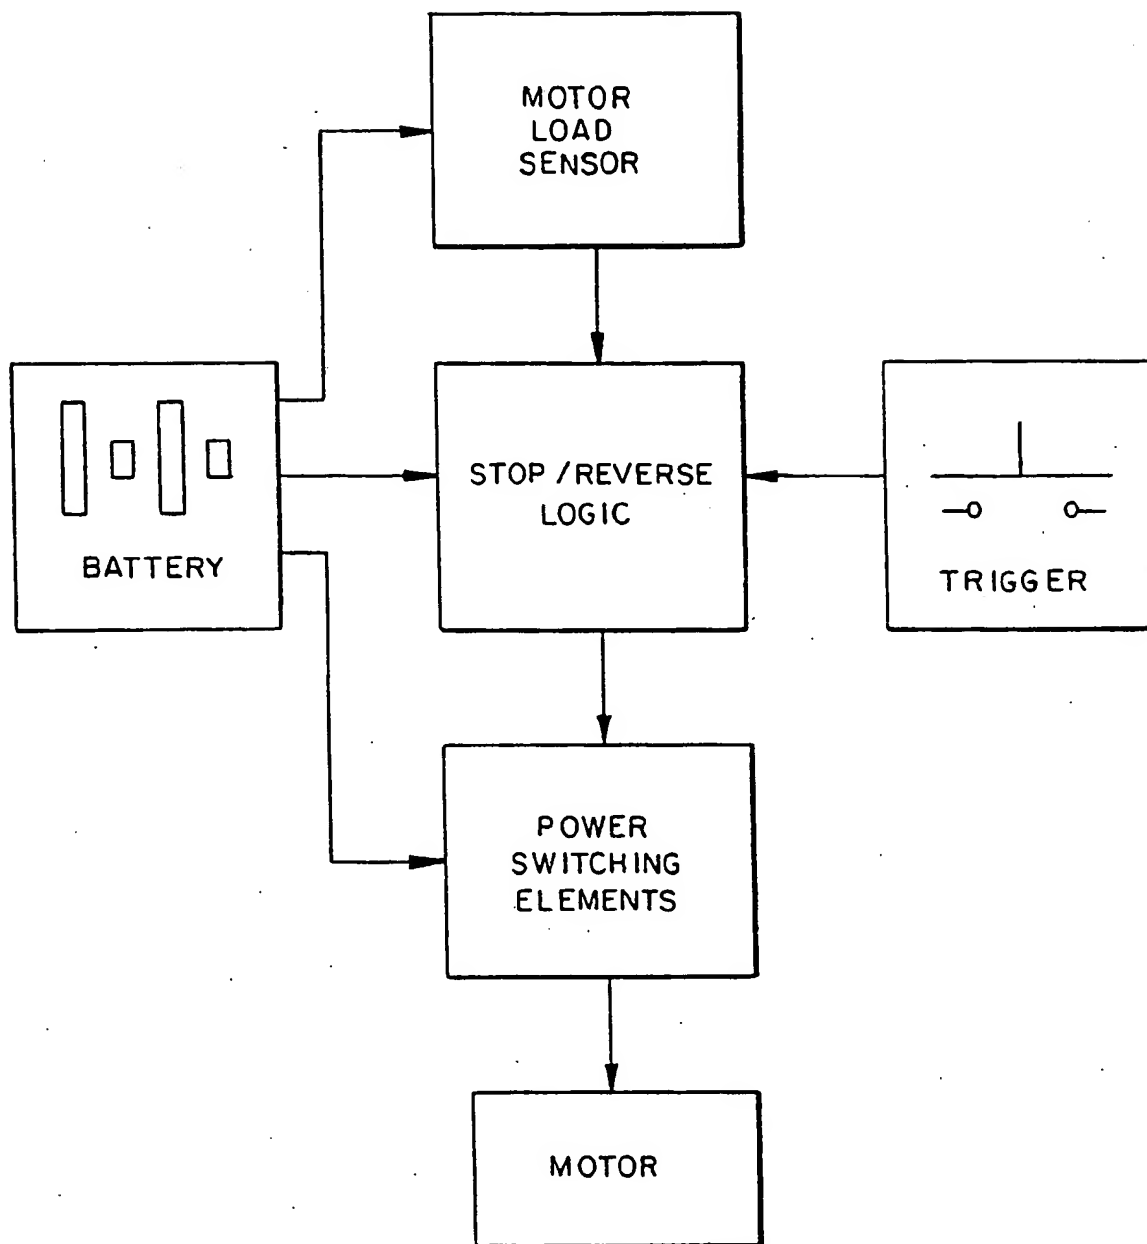 MOTOR
LOAD
SENSOR
BATTERY
STOP/REVERSE
LOGIC
TRIGGER
POWER
SWITCHING
ELEMENTS
MOTOR